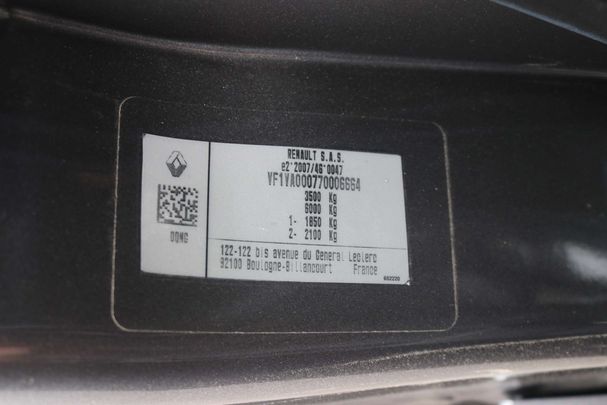 RENAULT S.A.S.
e2*2007/46*0047
VF1VA000770006664
3500 Kg
6000 Kg
1- 1850 Kg
2- 2100 Kg
DQNG
122-122 bis avenue du General Leclerc
92100 Boulogne-Billancourt France